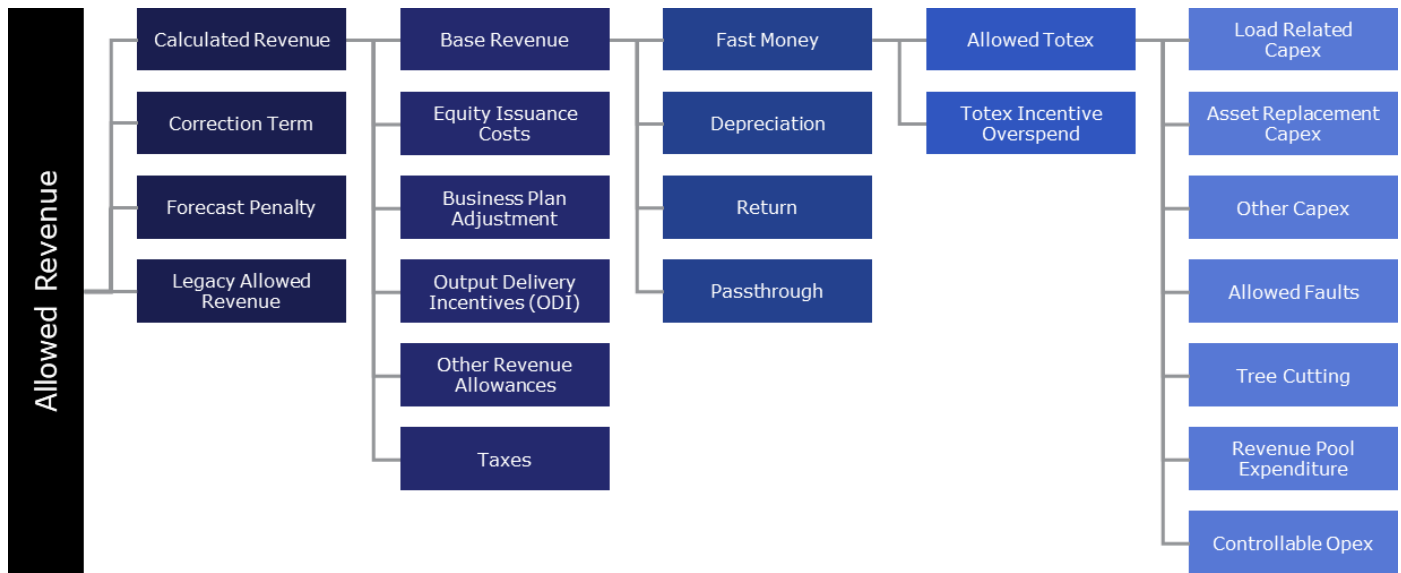 Allowed Revenue
Calculated Revenue
Correction Term
Forecast Penalty
Legacy Allowed
Revenue
Base Revenue
Equity Issuance
Costs
Business Plan
Adjustment
Output Delivery
Incentives (ODI)
Other Revenue
Allowances
Taxes
Fast Money
Depreciation
Return
Passthrough
Allowed Totex
Totex Incentive
Overspend
Load Related
Capex
Asset Replacement
Capex
Other Capex
Allowed Faults
Tree Cutting
Revenue Pool
Expenditure
Controllable Opex